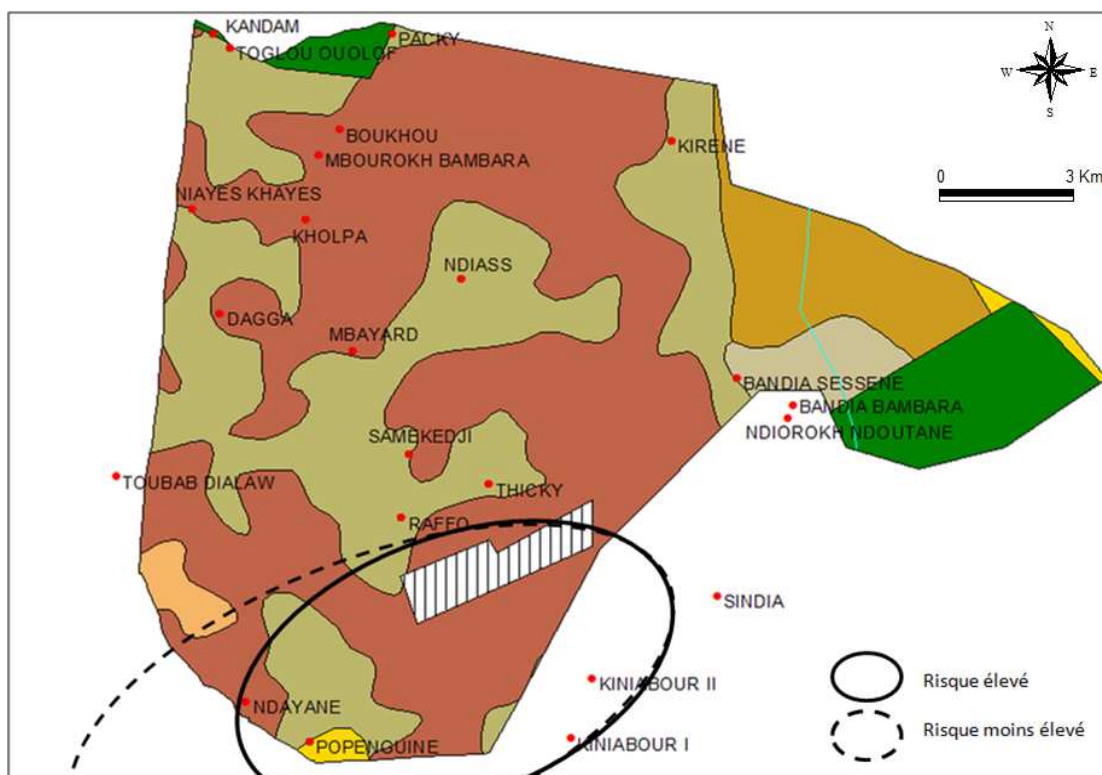 KANDAM
TOGLOU OUOLOF
PACKY
N
W E
S
BOUKHOU
MBOUROKH BAMBARA
KIRENE
0 3 Km
NIAYES KHAYES
KHOLPA
NDIASS
DAGGA
MBAYARD
BANDIA SESSENE
BANDIA BAMBARA
NDIOROKH NDOUTANE
SAMEKEDJI
TOUBAB DIALAW
THICKY
RAFFO
SINDIA
KINIABOUR II
Risque élevé
NDAYANE
Risque moins élevé
POPENGUINE
KINIABOUR I